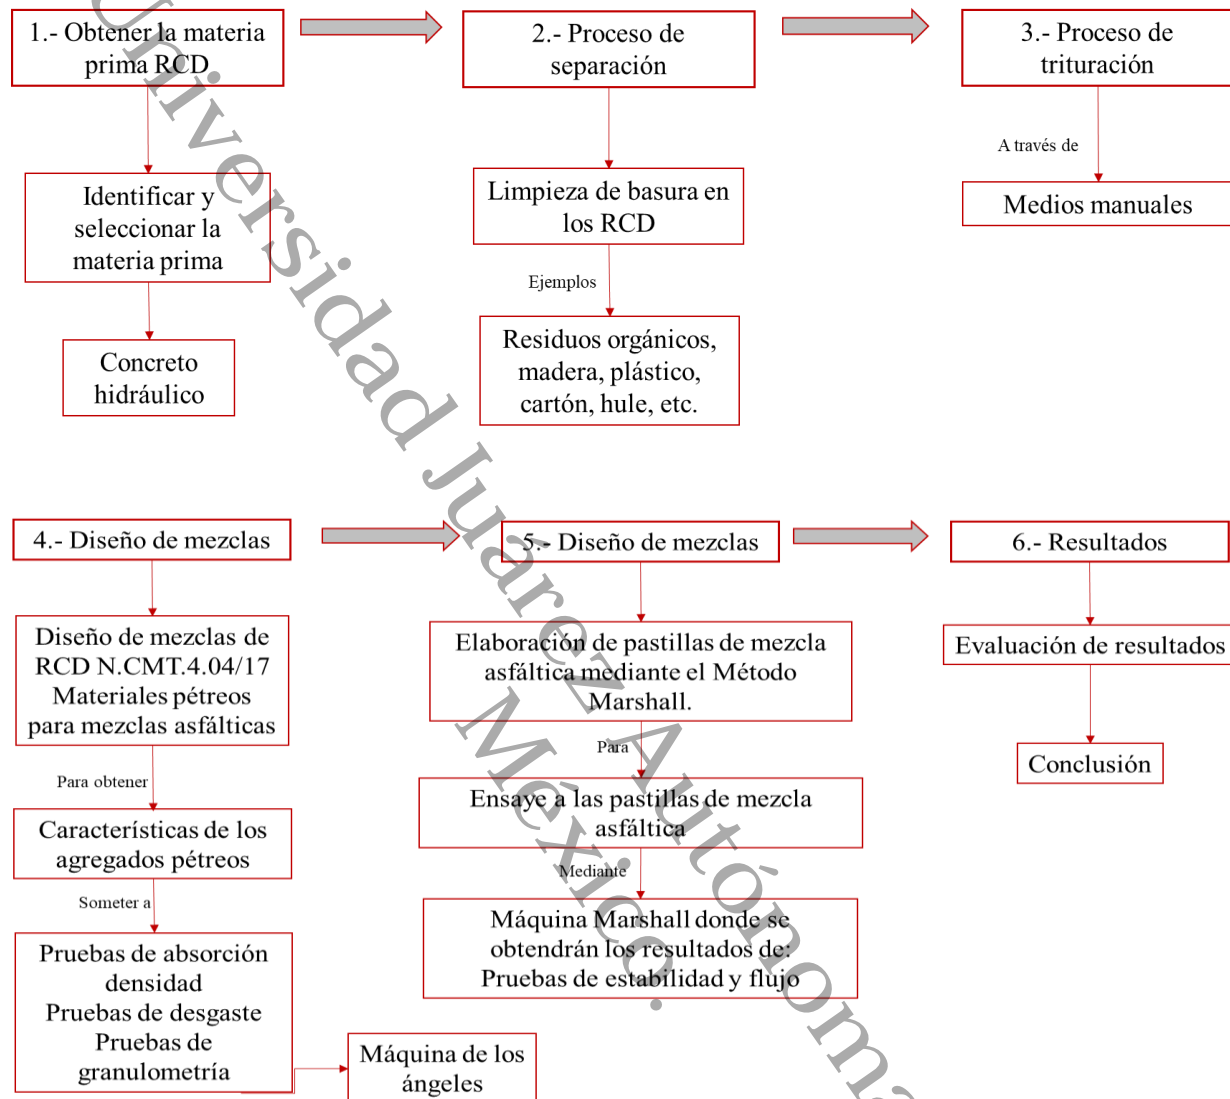 1.- Obtener la materia
prima RCD
2.- Proceso de
separación
3.- Proceso de
trituración
Identificar y
seleccionar la
materia prima
Limpieza de basura en
los RCD
A través de
Medios manuales
Ejemplos
Concreto
hidráulico
Residuos orgánicos,
madera, plástico,
cartón, hule, etc.
4.- Diseño de mezclas
5.- Diseño de mezclas
6.- Resultados
Diseño de mezclas de
RCD N.CMT.4.04/17
Materiales pétreos
para mezclas asfálticas
Para obtener
Características de los
agregados pétreos
Someter a
Pruebas de absorción
densidad
Pruebas de desgaste
Pruebas de
granulometría
Máquina de los
ángeles
Elaboración de pastillas de mezcla
asfáltica mediante el Método
Marshall.
Para
Ensaye a las pastillas de mezcla
asfáltica
Mediante
Máquina Marshall donde se
obtendrán los resultados de:
Pruebas de estabilidad y flujo
Evaluación de resultados
Conclusión
Universidad Juárez Autónoma
México.